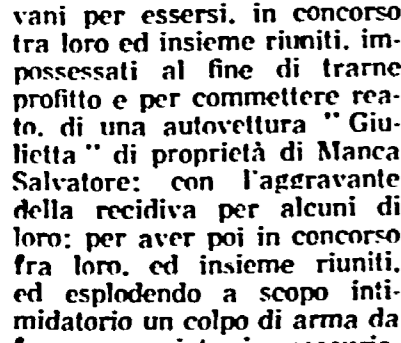 vani per essersi, in concorso
tra loro ed insieme riuniti, im-
possessati al fine di trarne
profitto e per commettere rea-
to, di una autovettura " Giu-
lietta " di proprietà di Manca
Salvatore; con l'aggravante
della recidiva per alcuni di
loro; per aver poi in concorso
fra loro, ed insieme riuniti,
ed esplodendo a scopo inti-
midatorio un colpo di arma da